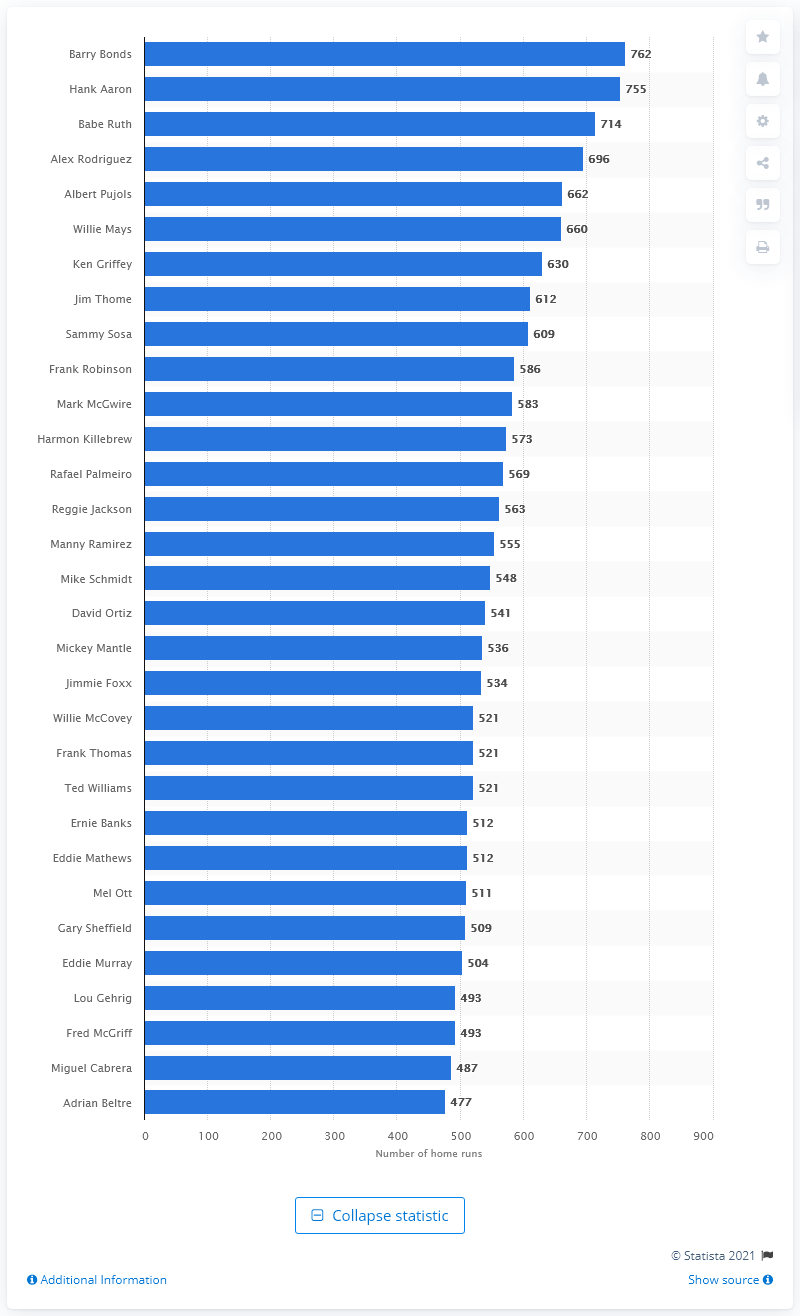 Barry Bonds 762
Hank Aaron 755
Babe Ruth 714
Alex Rodriguez 696
Albert Pujols 662
Willie Mays 660
Ken Griffey 630
Jim Thome 612
Sammy Sosa 609
Frank Robinson 586
Mark McGwire 583
Harmon Killebrew 573
Rafael Palmeiro 569
Reggie Jackson 563
Manny Ramirez 555
Mike Schmidt 548
David Ortiz 541
Mickey Mantle 536
Jimmie Foxx 534
Willie McCovey 521
Frank Thomas 521
Ted Williams 521
Ernie Banks 512
Eddie Mathews 512
Mel Ott 511
Gary Sheffield 509
Eddie Murray 504
Lou Gehrig 493
Fred McGriff 493
Miguel Cabrera 487
Adrian Beltre 477
0 100 200 300 400 500 600 700 800 900
Number of home runs
Collapse statistic
© Statista 2021
Additional Information Show source